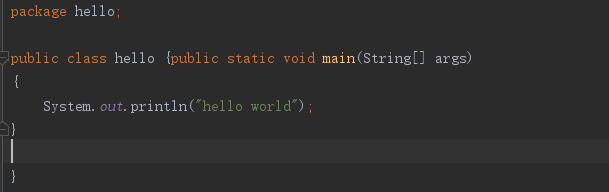 package hello;
public class hello {public static void main(String[] args)
{
System.out.println("hello world");
}
}